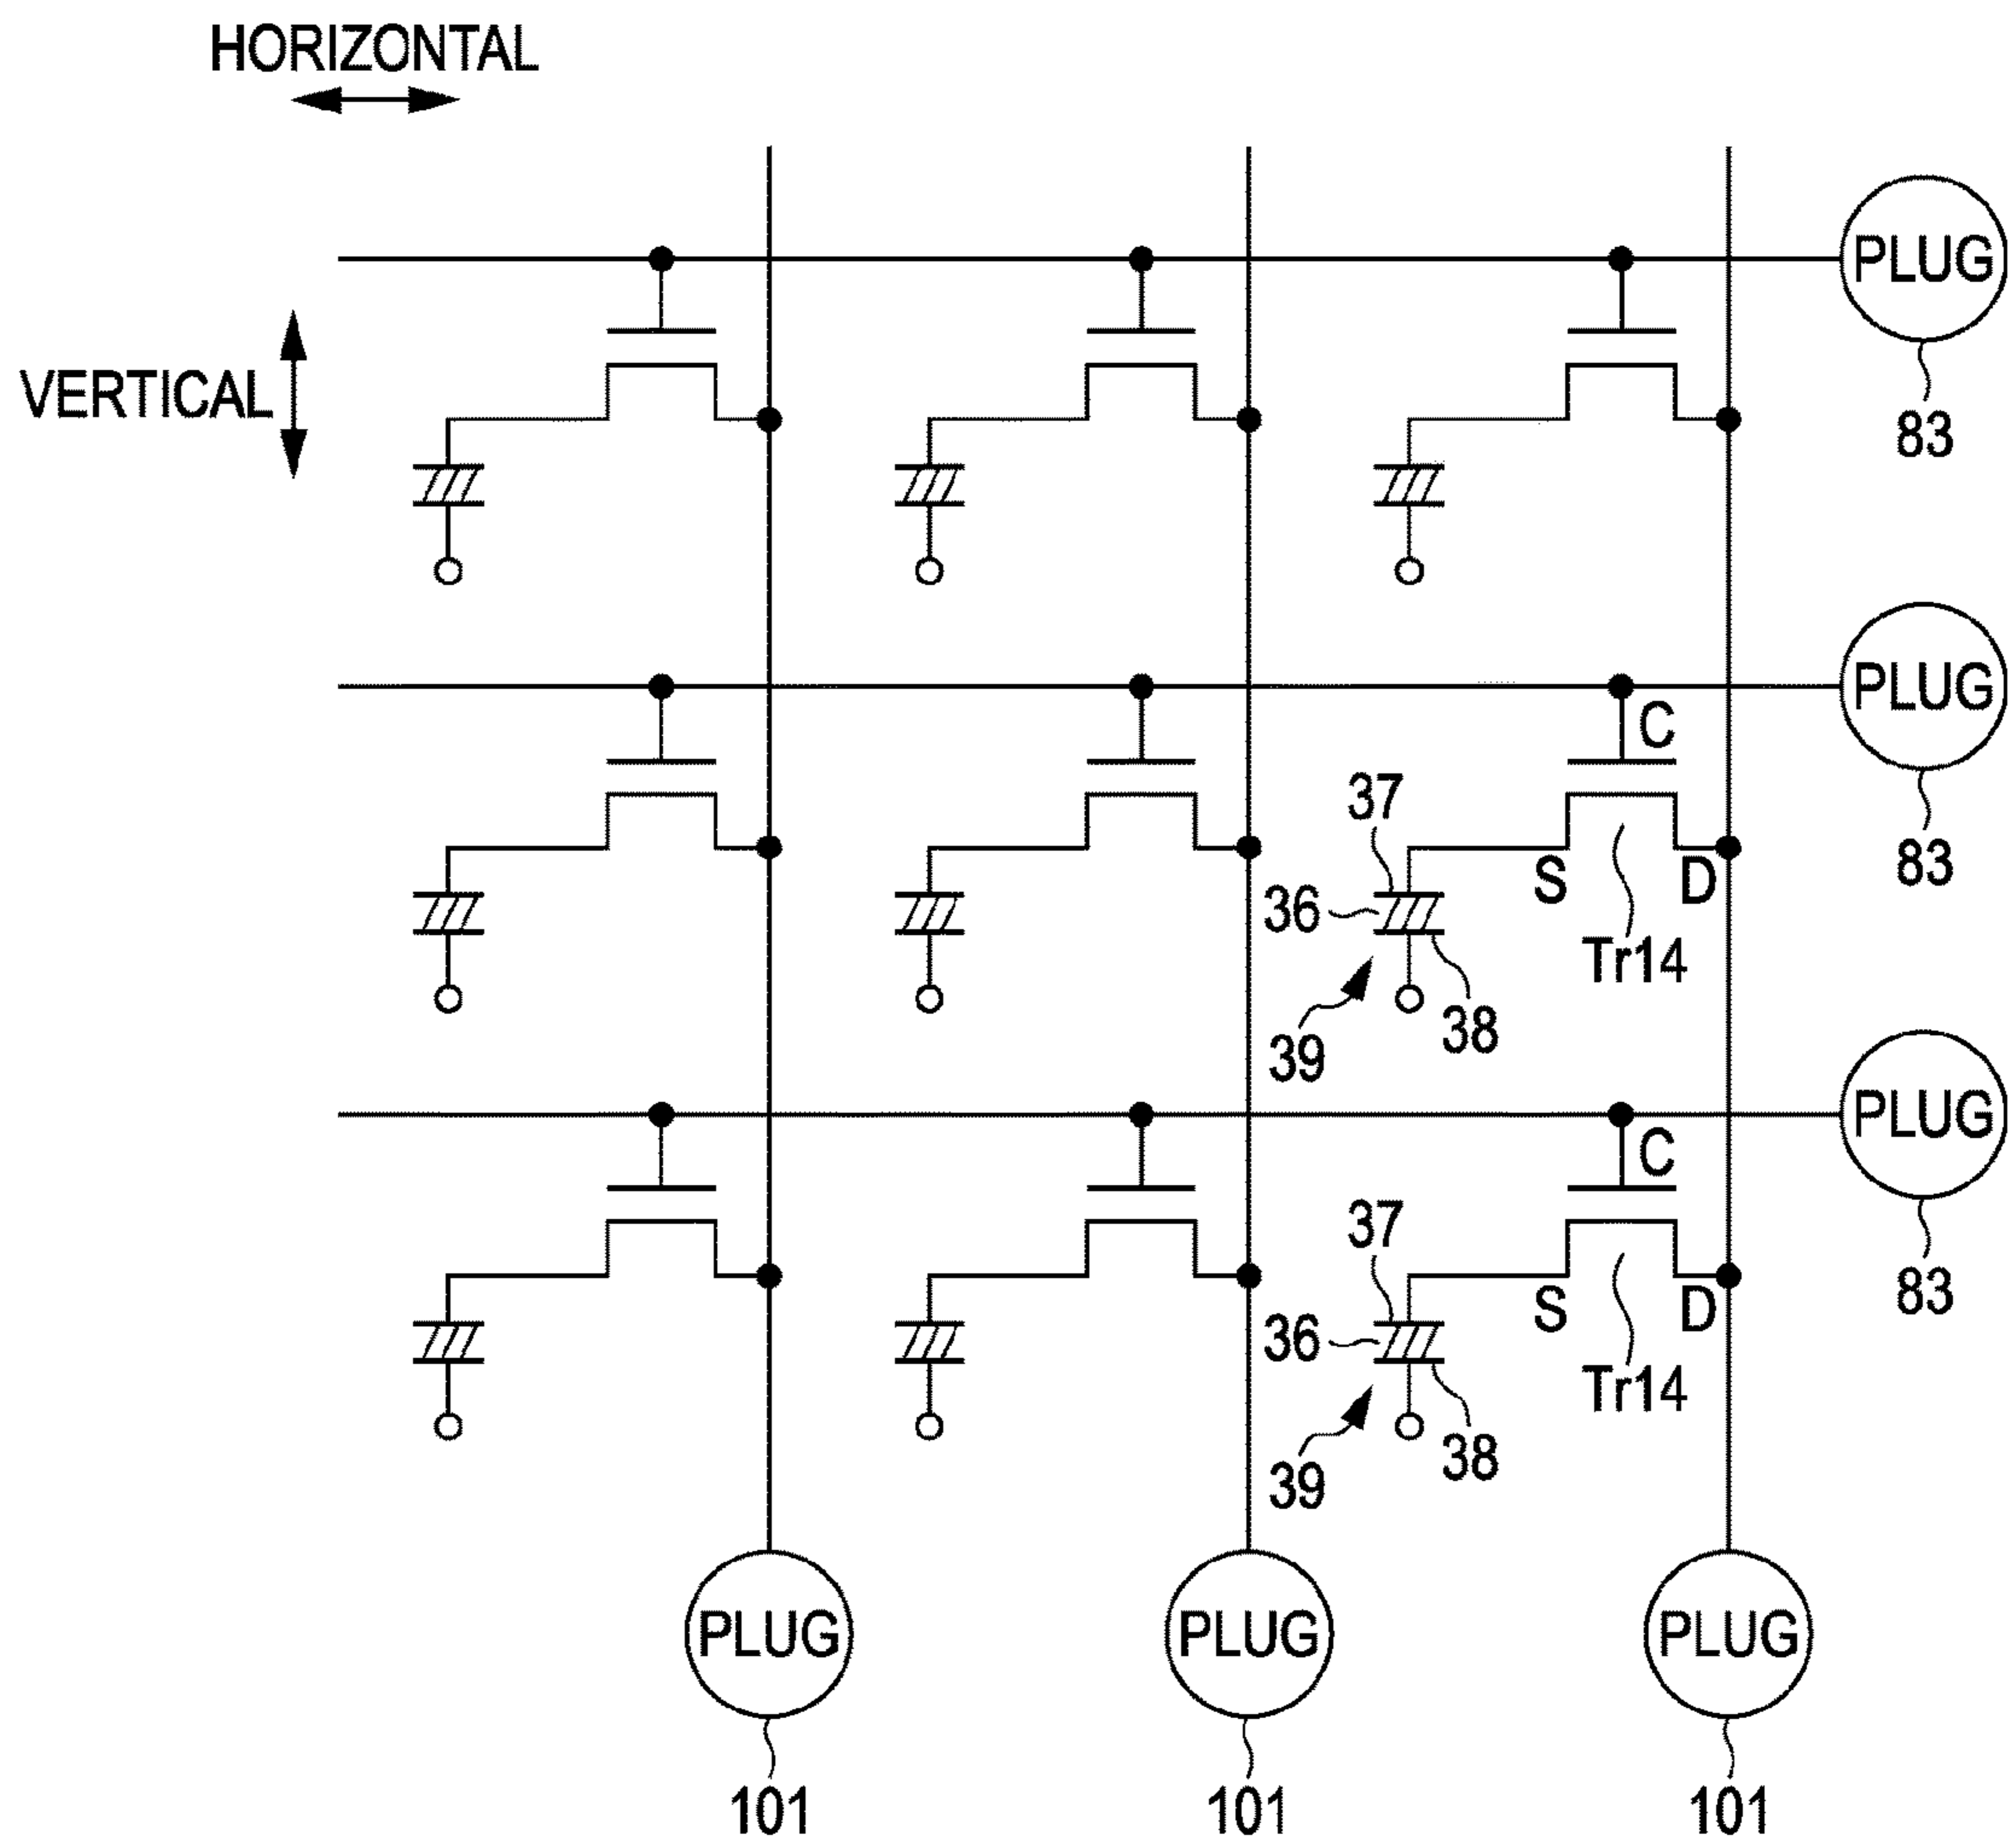 HORIZONTAL
PLUG
VERTICAL
83
PLUG
C
37
83
36
S
D
Tr14
38
39
PLUG
C
37
83
36
S
D
Tr14
38
39
PLUG
PLUG
PLUG
101
101
101